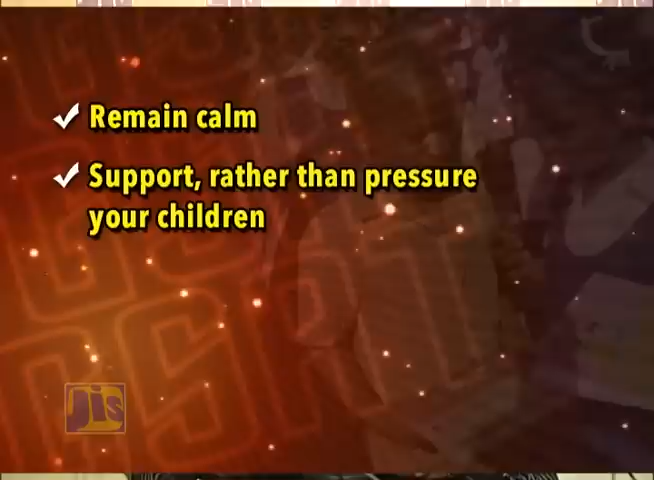 Remain calm
Support, rather than pressure
your children
JiS